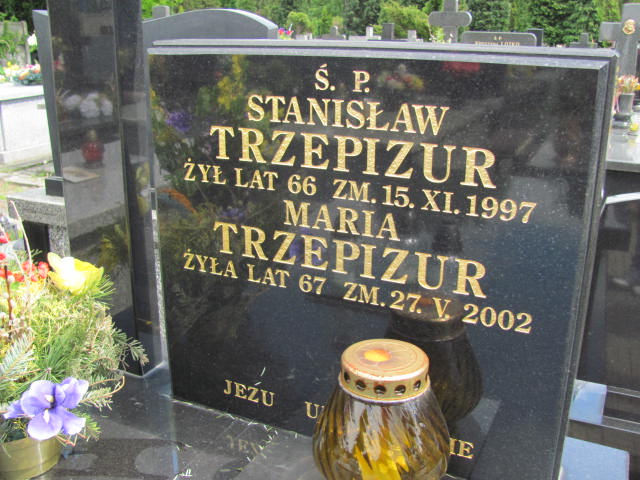 Ś. P.
STANISŁAW
TRZEPIZUR
ŻYŁ LAT 66 ZM. 15. XI. 1997
MARIA
TRZEPIZUR
ŻYŁA LAT 67 ZM. 27. V. 2002
JEZU